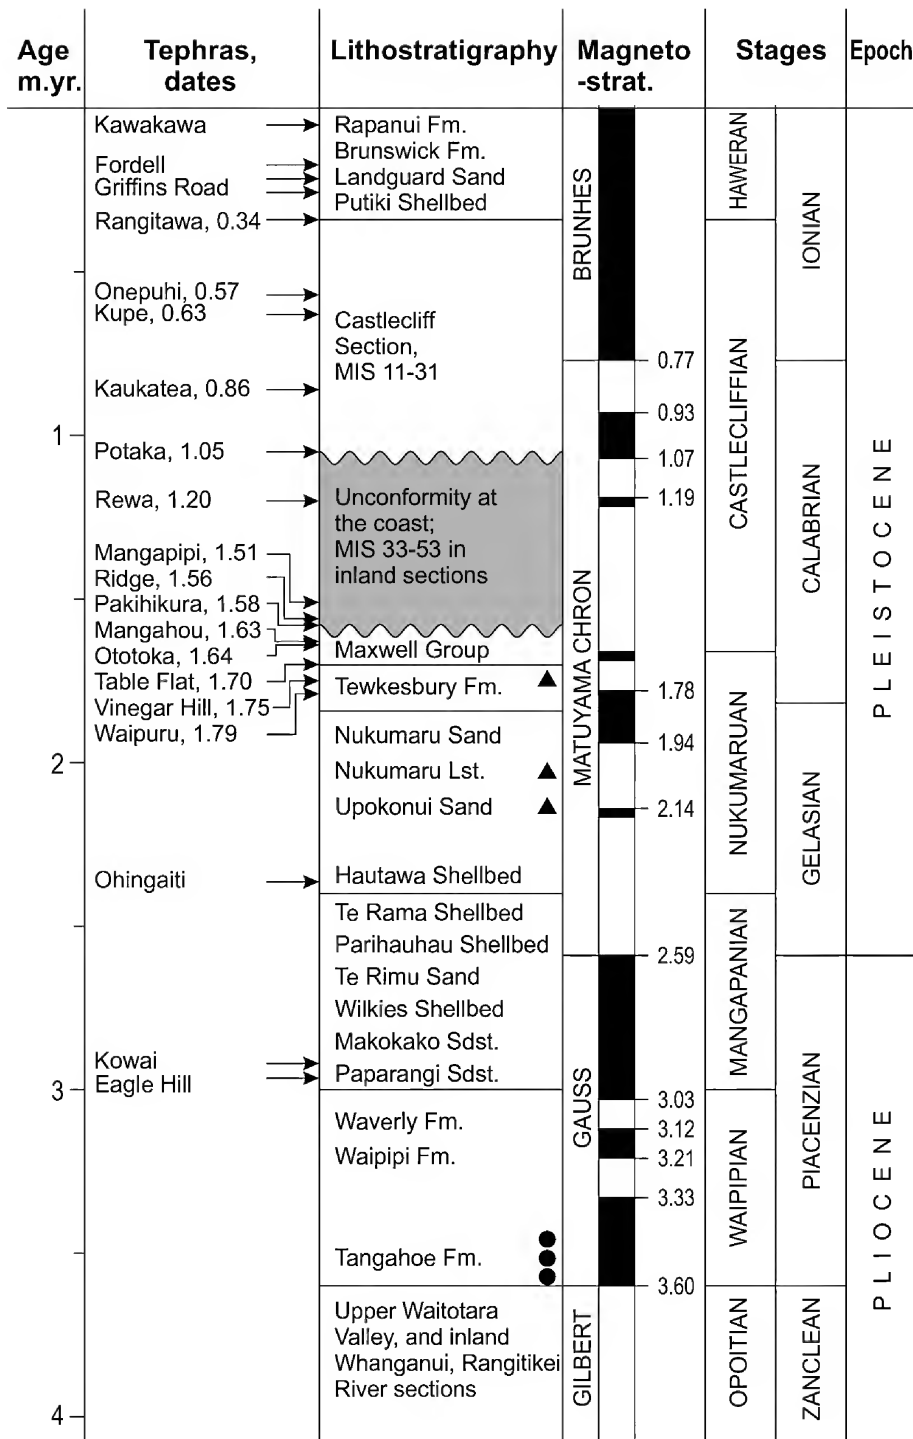 Age
m.yr.
Tephras,
dates
Lithostratigraphy
Magneto
-strat.
Stages
Epoch
Kawakawa
Fordell
Griffins Road
Rangitawa, 0.34
Onepuhi, 0.57
Kupe, 0.63
Kaukatea, 0.86
Potaka, 1.05
Rewa, 1.20
Mangapipi, 1.51
Ridge, 1.56
Pakihikura, 1.58
Mangahou, 1.63
Ototoka, 1.64
Table Flat, 1.70
Vinegar Hill, 1.75
Waipuru, 1.79
Ohingaiti
Kowai
Eagle Hill
1
2
3
4
Rapanui Fm.
Brunswick Fm.
Landguard Sand
Putiki Shellbed
Castlecliff
Section,
MIS 11-31
Unconformity at
the coast;
MIS 33-53 in
inland sections
Maxwell Group
Tewkesbury Fm.
Nukumaru Sand
Nukumaru Lst.
Upokonui Sand
Hautawa Shellbed
Te Rama Shellbed
Parihauhau Shellbed
Te Rimu Sand
Wilkies Shellbed
Makokako Sdst.
Paparangi Sdst.
Waverly Fm.
Waipipi Fm.
Tangahoe Fm.
Upper Waitotara
Valley, and inland
Whanganui, Rangitikei
River sections
BRUNHES
MATUYAMA CHRON
GAUSS
GILBERT
0.77
0.93
1.07
1.19
1.78
1.94
2.14
2.59
3.03
3.12
3.21
3.33
3.60
HAWERAN
CASTLECLIFFIAN
NUKUMARUAN
MANGAPANIAN
WAIPIPIAN
OPOITIAN
IONIAN
CALABRIAN
GELASIAN
PIACENZIAN
ZANCLEAN
PLEISTOCENE
PLIOCENE